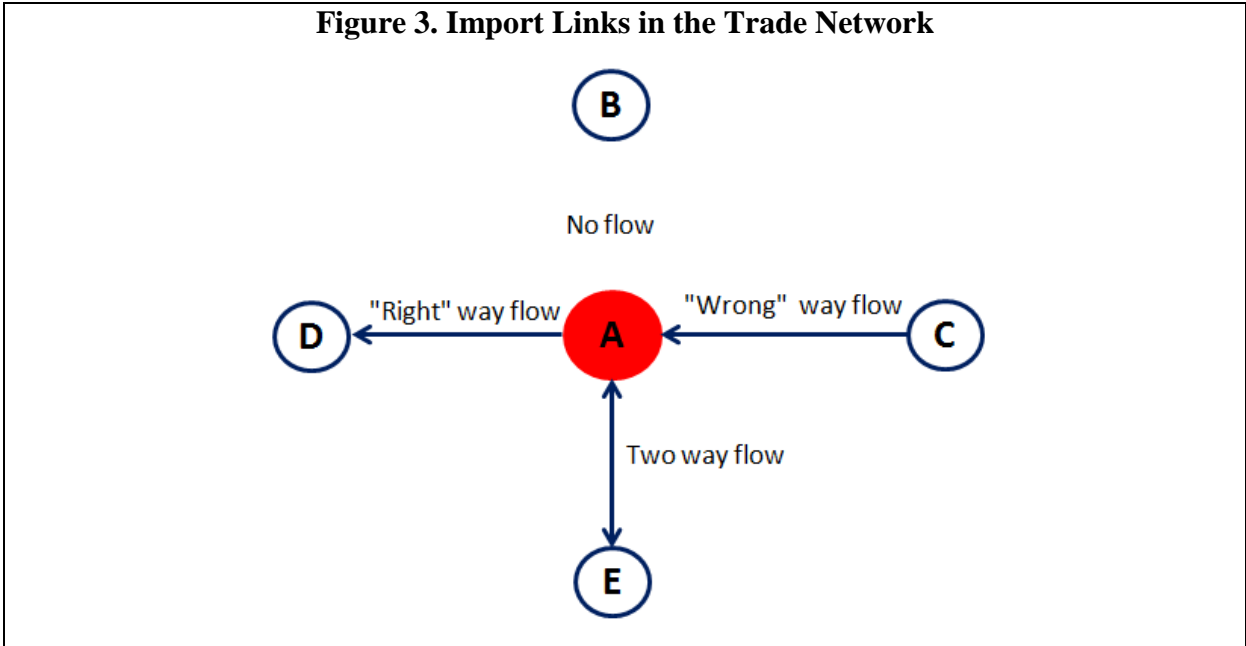 Figure 3. Import Links in the Trade Network
B
No flow
"Right" way flow
"Wrong" way flow
D
A
C
Two way flow
E